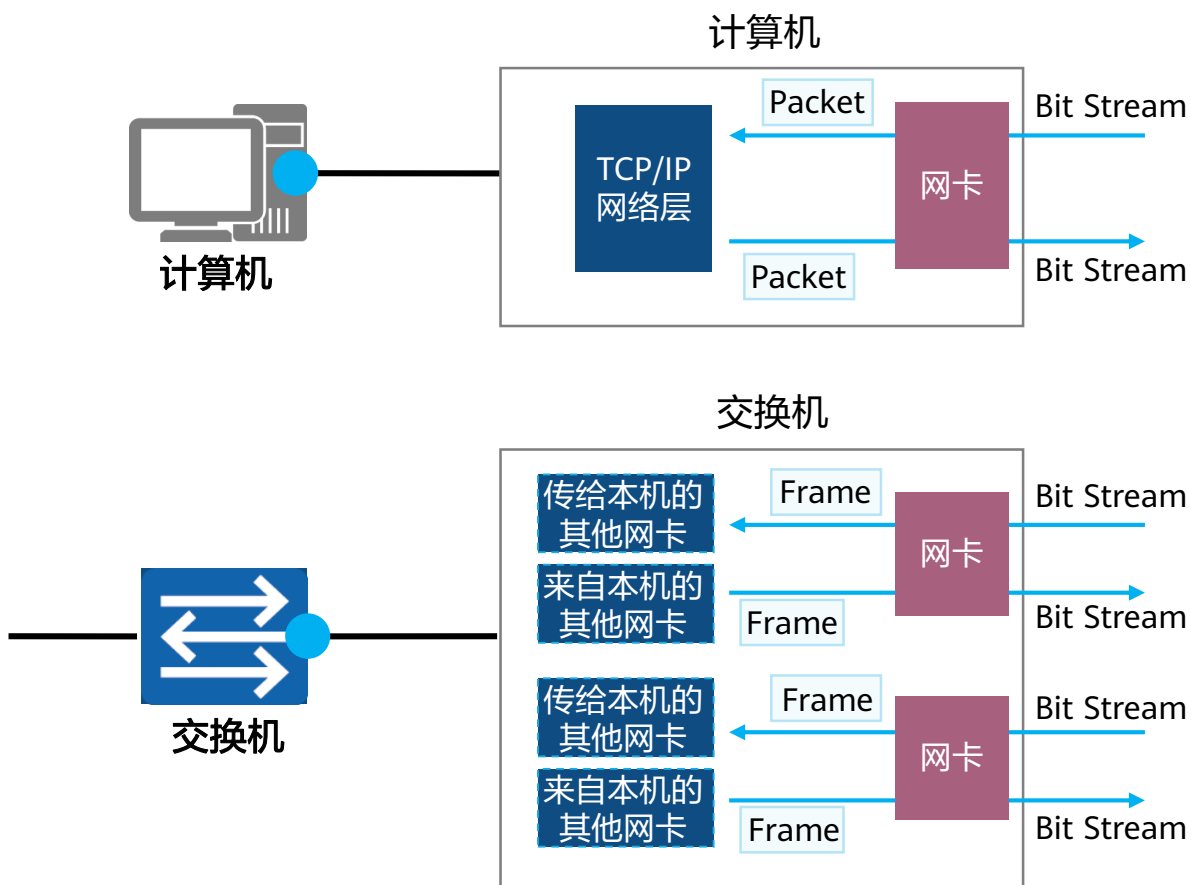 计算机
Packet
Bit Stream
TCP/IP
网络层
网卡
Packet
Bit Stream
计算机
交换机
传给本机的
其他网卡
Frame
Bit Stream
网卡
来自本机的
其他网卡
Frame
Bit Stream
传给本机的
其他网卡
Frame
Bit Stream
网卡
来自本机的
其他网卡
Frame
Bit Stream
交换机